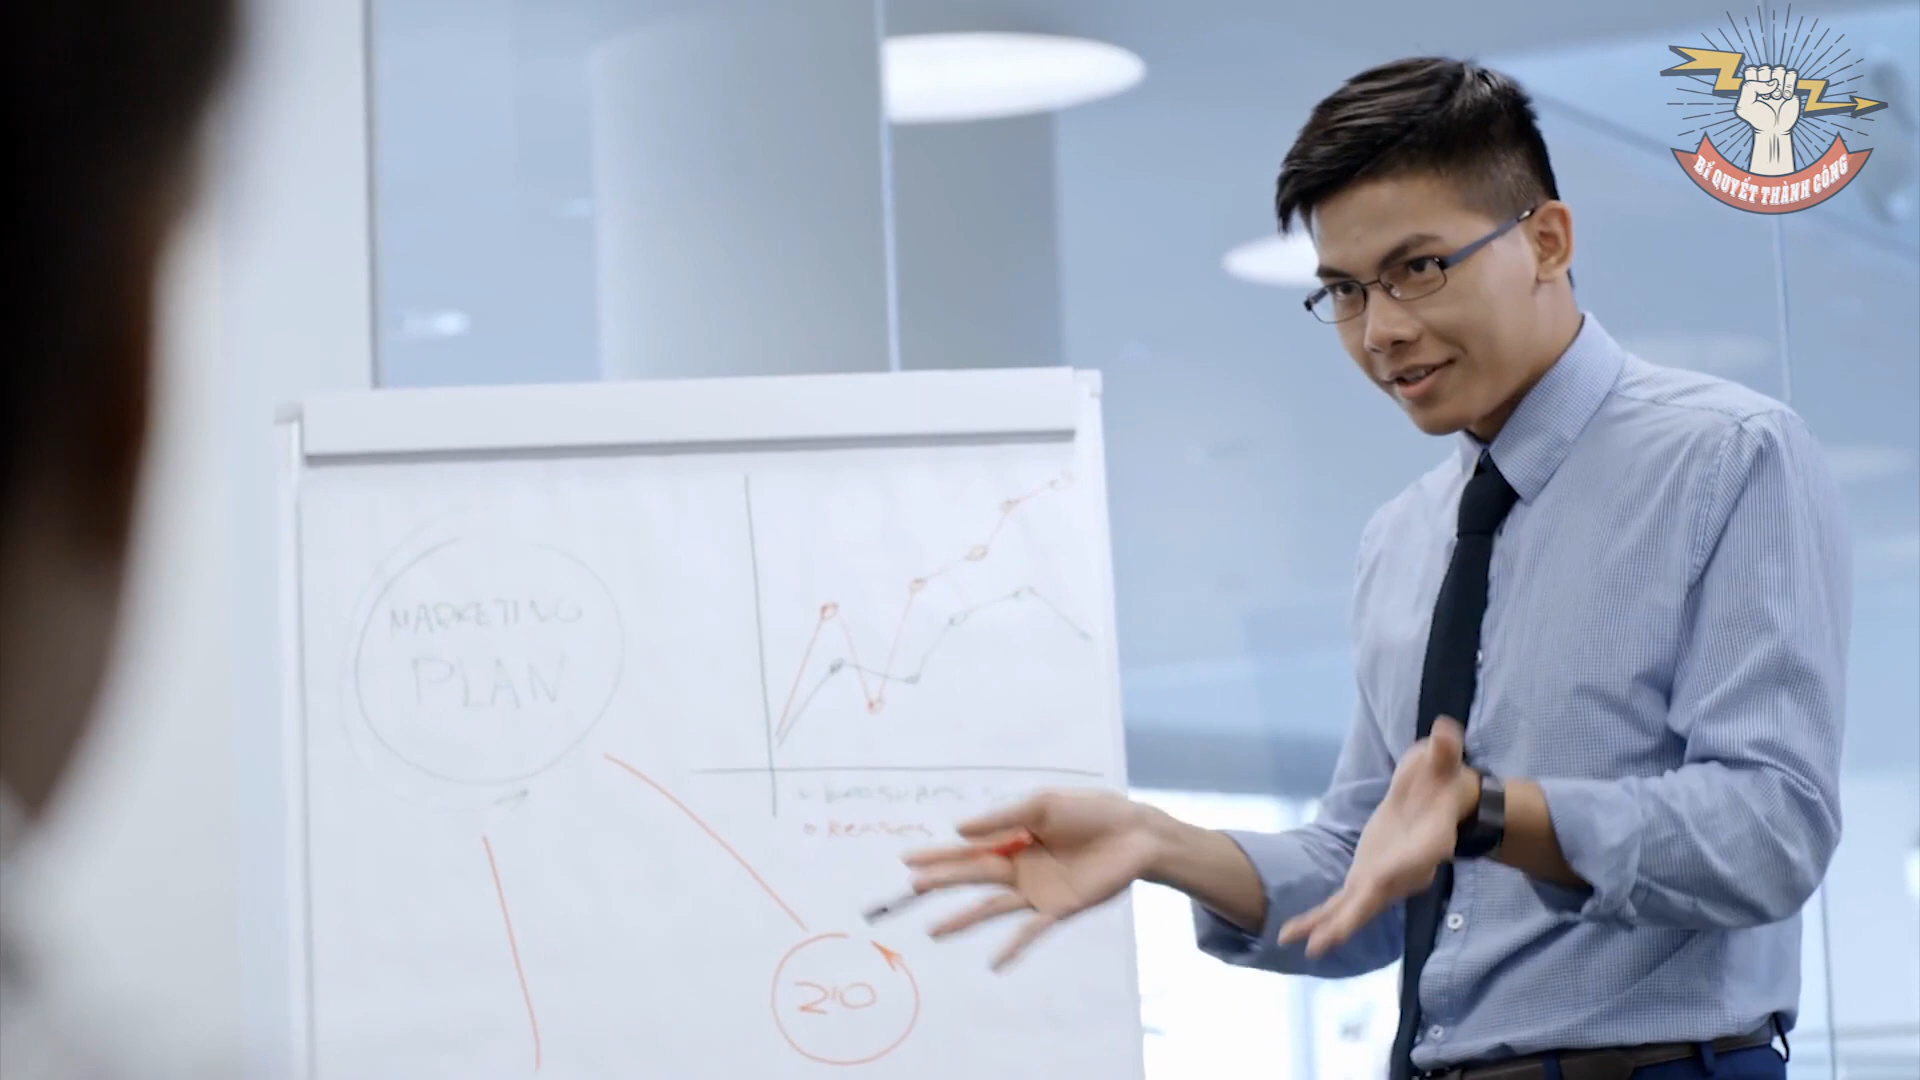 BÍ QUYẾT THÀNH CÔNG
MARKETING
PLAN
210